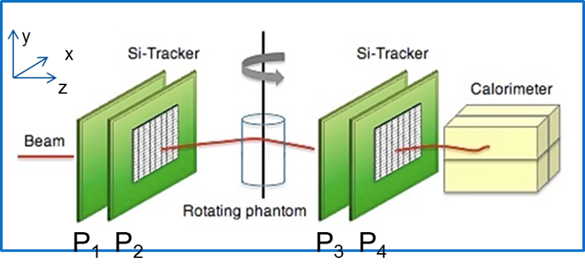 y
x
z
Si-Tracker
Si-Tracker
Calorimeter
Beam
Rotating phantom
P1 P2
P3 P4